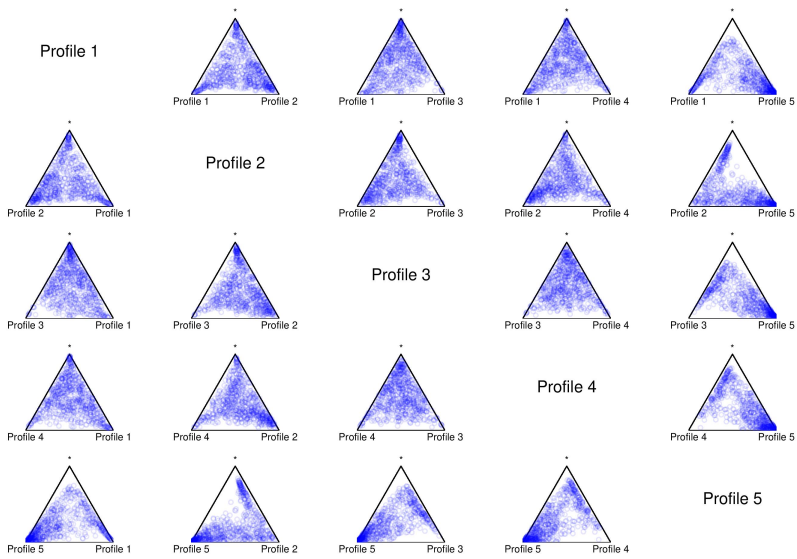 * * * *
Profile 1
Profile 1 Profile 2 Profile 1 Profile 3 Profile 1 Profile 4 Profile 1 Profile 5
* * * *
Profile 2
Profile 2 Profile 1 Profile 2 Profile 3 Profile 2 Profile 4 Profile 2 Profile 5
* * * *
Profile 3
Profile 3 Profile 1 Profile 3 Profile 2 Profile 3 Profile 4 Profile 3 Profile 5
* * * *
Profile 4
Profile 4 Profile 1 Profile 4 Profile 2 Profile 4 Profile 3 Profile 4 Profile 5
* * * *
Profile 5
Profile 5 Profile 1 Profile 5 Profile 2 Profile 5 Profile 3 Profile 5 Profile 4